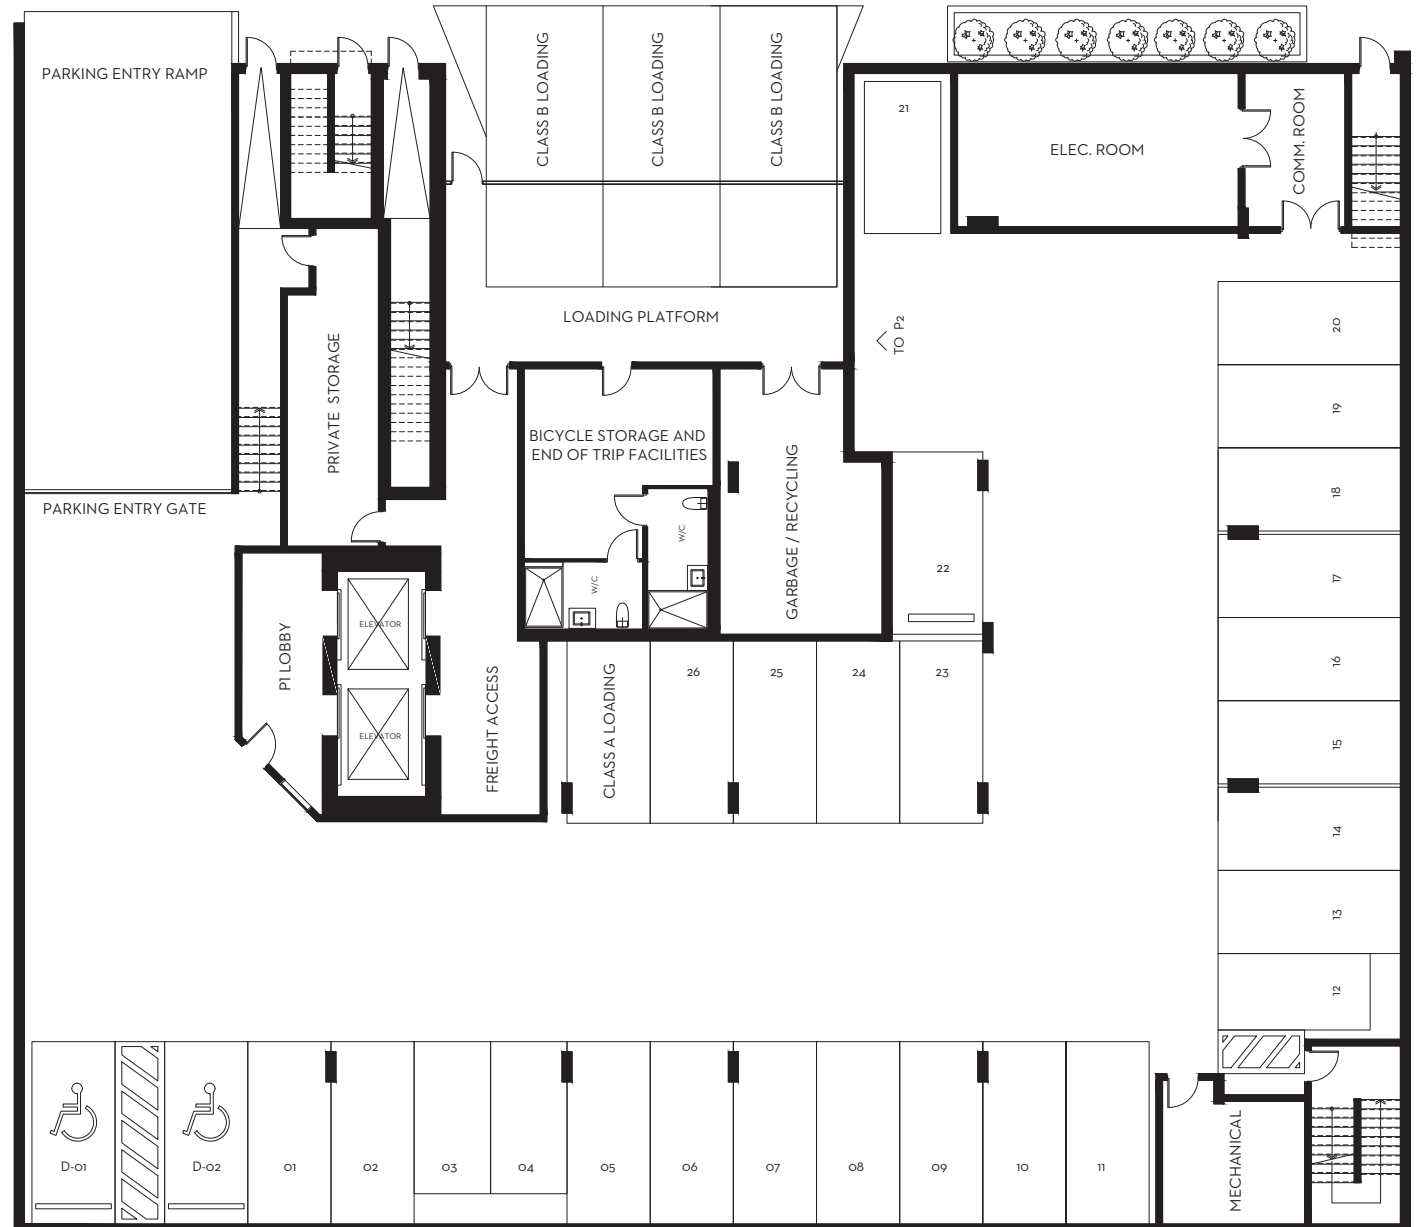 PARKING ENTRY RAMP
CLASS B LOADING
CLASS B LOADING
CLASS B LOADING
21
ELEC. ROOM
COMM. ROOM
LOADING PLATFORM
TO P2
20
PRIVATE STORAGE
19
BICYCLE STORAGE AND
END OF TRIP FACILITIES
GARBAGE / RECYCLING
18
PARKING ENTRY GATE
W/C
W/C
22
17
ELEVATOR
P1 LOBBY
FREIGHT ACCESS
CLASS A LOADING
26
25
24
23
16
ELEVATOR
15
14
13
12
D-01
D-02
01
02
03
04
05
06
07
08
09
10
11
MECHANICAL